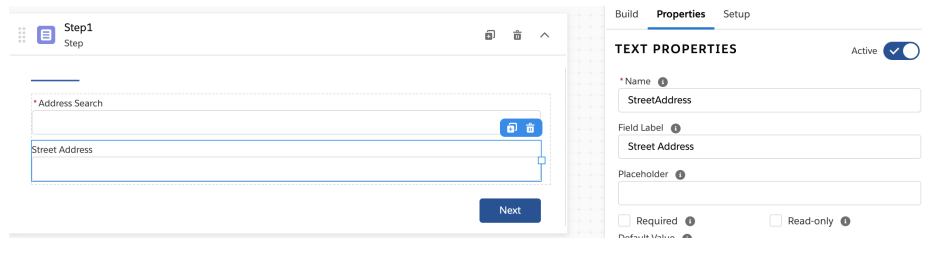 Step1
Step
* Address Search
Street Address
Next
Build Properties Setup
TEXT PROPERTIES
Active
* Name
StreetAddress
Field Label
Street Address
Placeholder
Required
Read-only
Default Value